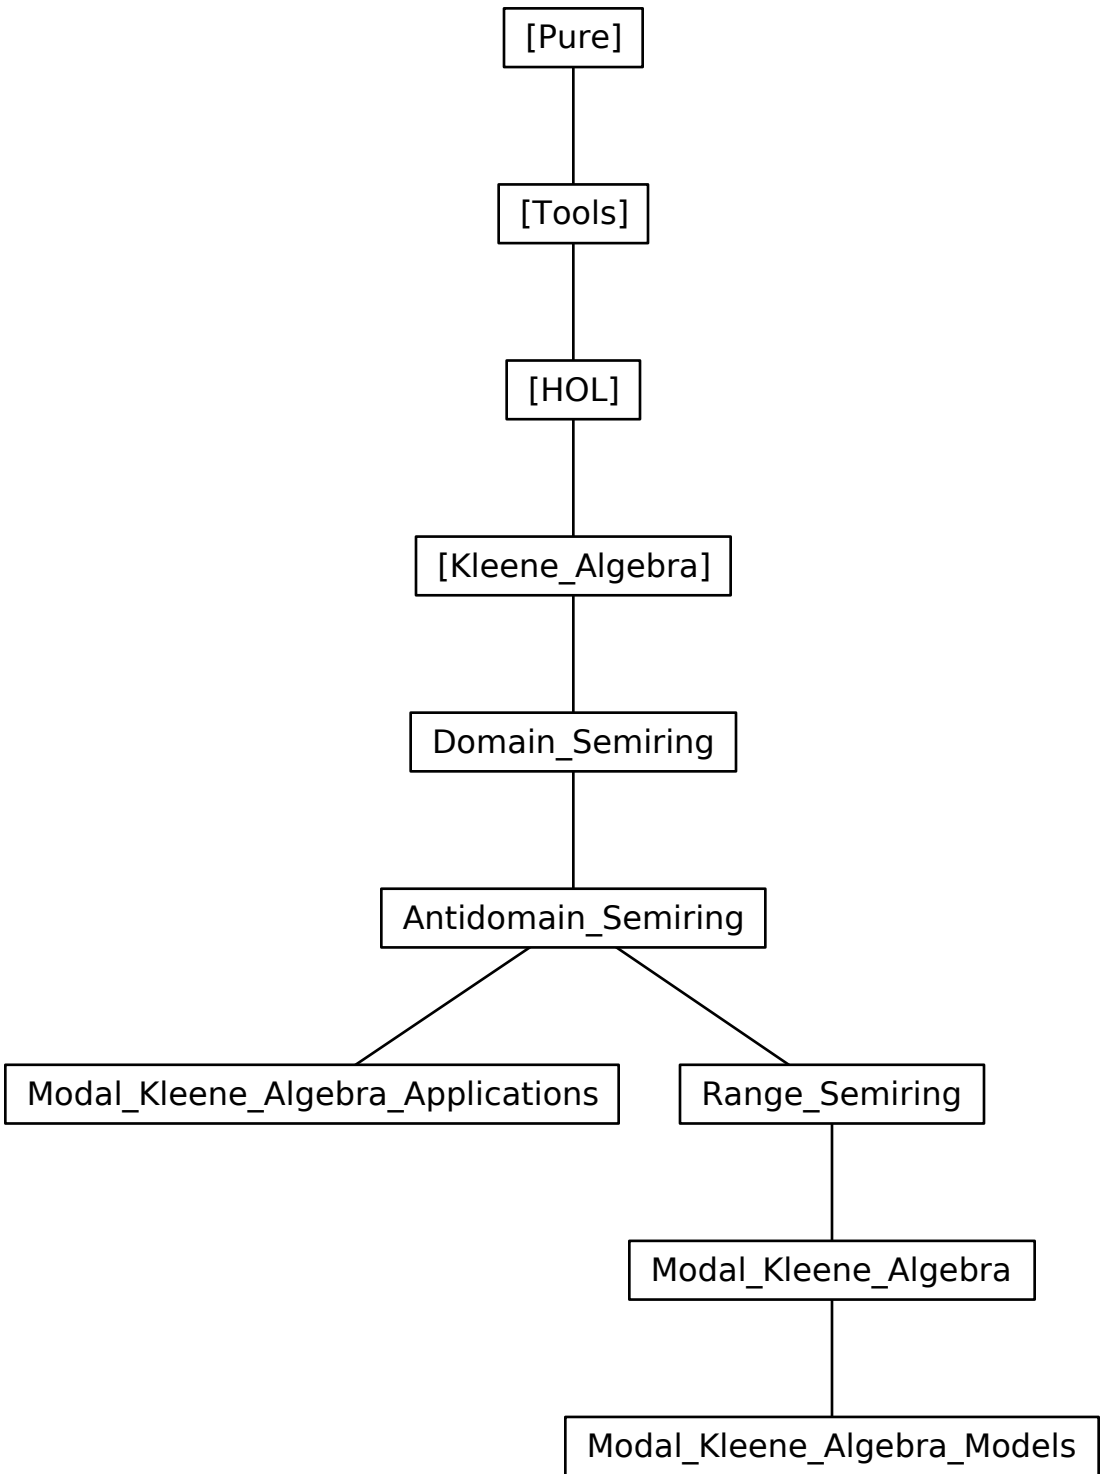 [Pure]
[Tools]
[HOL]
[Kleene_Algebra]
Domain_Semiring
Antidomain_Semiring
Modal_Kleene_Algebra_Applications
Range_Semiring
Modal_Kleene_Algebra
Modal_Kleene_Algebra_Models